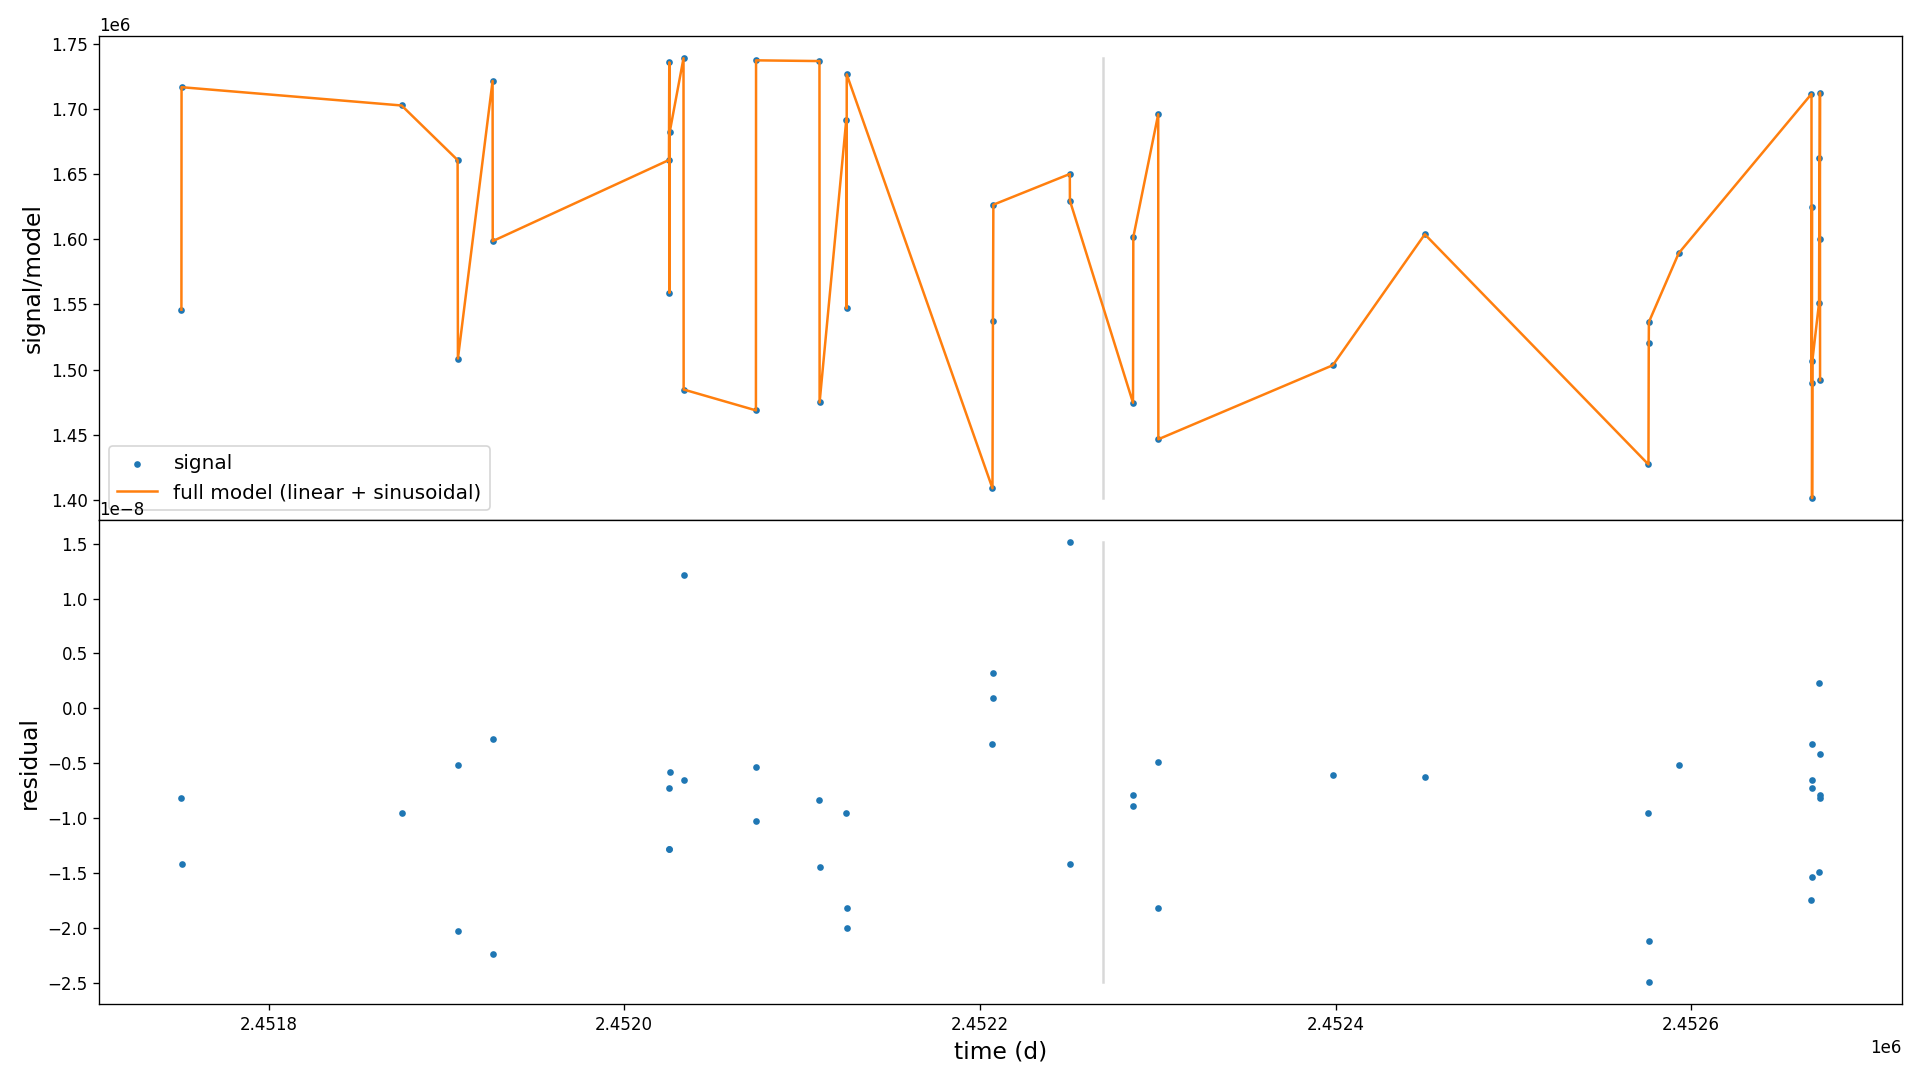 1e6
1.75
1.70
1.65
1.60
1.55
1.50
1.45
1.40
signal/model
signal
full model (linear + sinusoidal)
1e−8
1.5
1.0
0.5
0.0
−0.5
−1.0
−1.5
−2.0
−2.5
residual
2.4518 2.4520 2.4522 2.4524 2.4526
time (d)
1e6